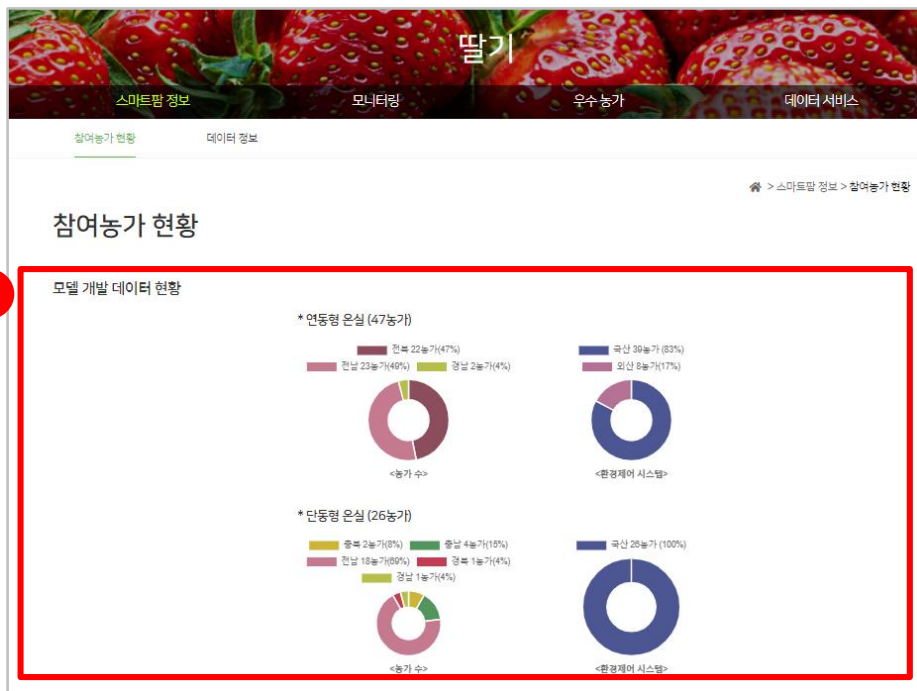 딸기
스마트팜 정보 모니터링 우수 농가 데이터 서비스
참여농가 현황 데이터 정보
> 스마트팜 정보 > 참여농가 현황
참여농가 현황
모델 개발 데이터 현황
* 연동형 온실 (47농가)
전북 22농가(47%) 국산 39농가 (83%)
전남 23농가(49%) 경남 2농가(4%) 외산 8농가(17%)
<농가 수> <환경제어 시스템>
* 단동형 온실 (26농가)
충북 2농가(8%) 충남 4농가(15%) 국산 26농가 (100%)
전남 18농가(69%) 경북 1농가(4%)
경남 1농가(4%)
<농가 수> <환경제어 시스템>